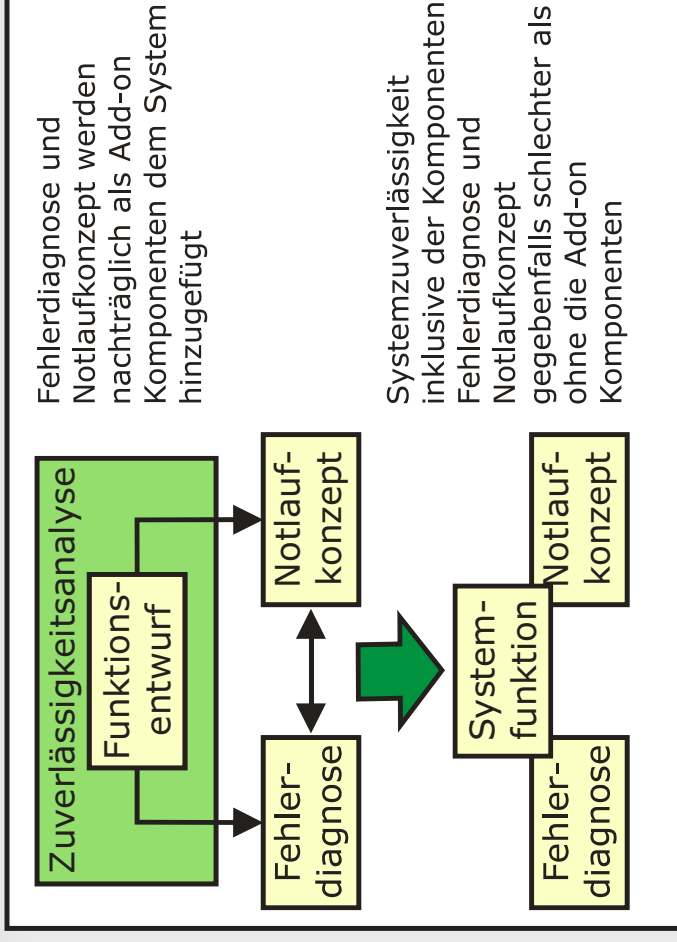 Zuverlässigkeitsanalyse
Funktions-
entwurf
Fehler-
diagnose
Notlauf-
konzept
Fehlerdiagnose und
Notlaufkonzept werden
nachträglich als Add-on
Komponenten dem System
hinzugefügt
System-
funktion
Fehler-
diagnose
Notlauf-
konzept
Systemzuverlässigkeit
inklusive der Komponenten
Fehlerdiagnose und
Notlaufkonzept
gegebenfalls schlechter als
ohne die Add-on
Komponenten